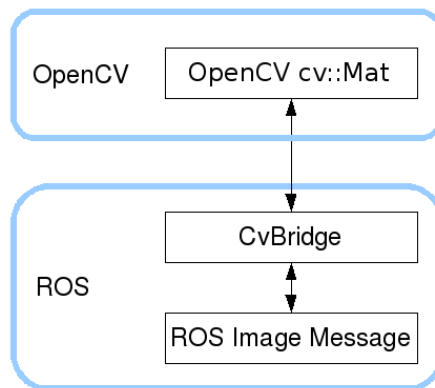 OpenCV
OpenCV cv::Mat
CvBridge
ROS
ROS Image Message